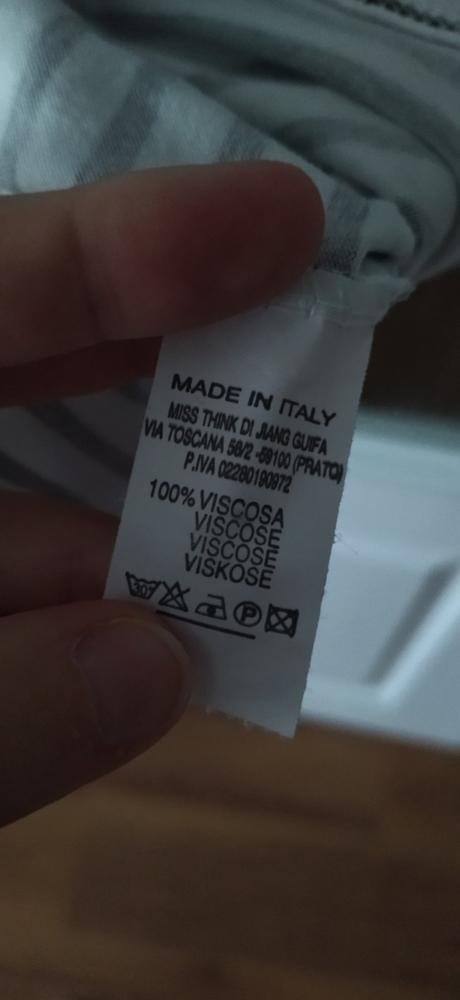 MADE IN ITALY
MISS THINK DI JIANG GUIFA
VIA TOSCANA 58/2 -59100 (PRATO)
P.IVA 02280190972
100% VISCOSA
VISCOSE
VISCOSE
VISKOSE
30
P